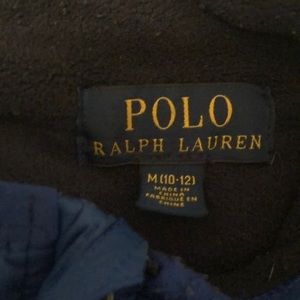 POLO
RALPH LAUREN
M (10-12)
MADE IN
CHINA
FABRIQUÉ EN
CHINE